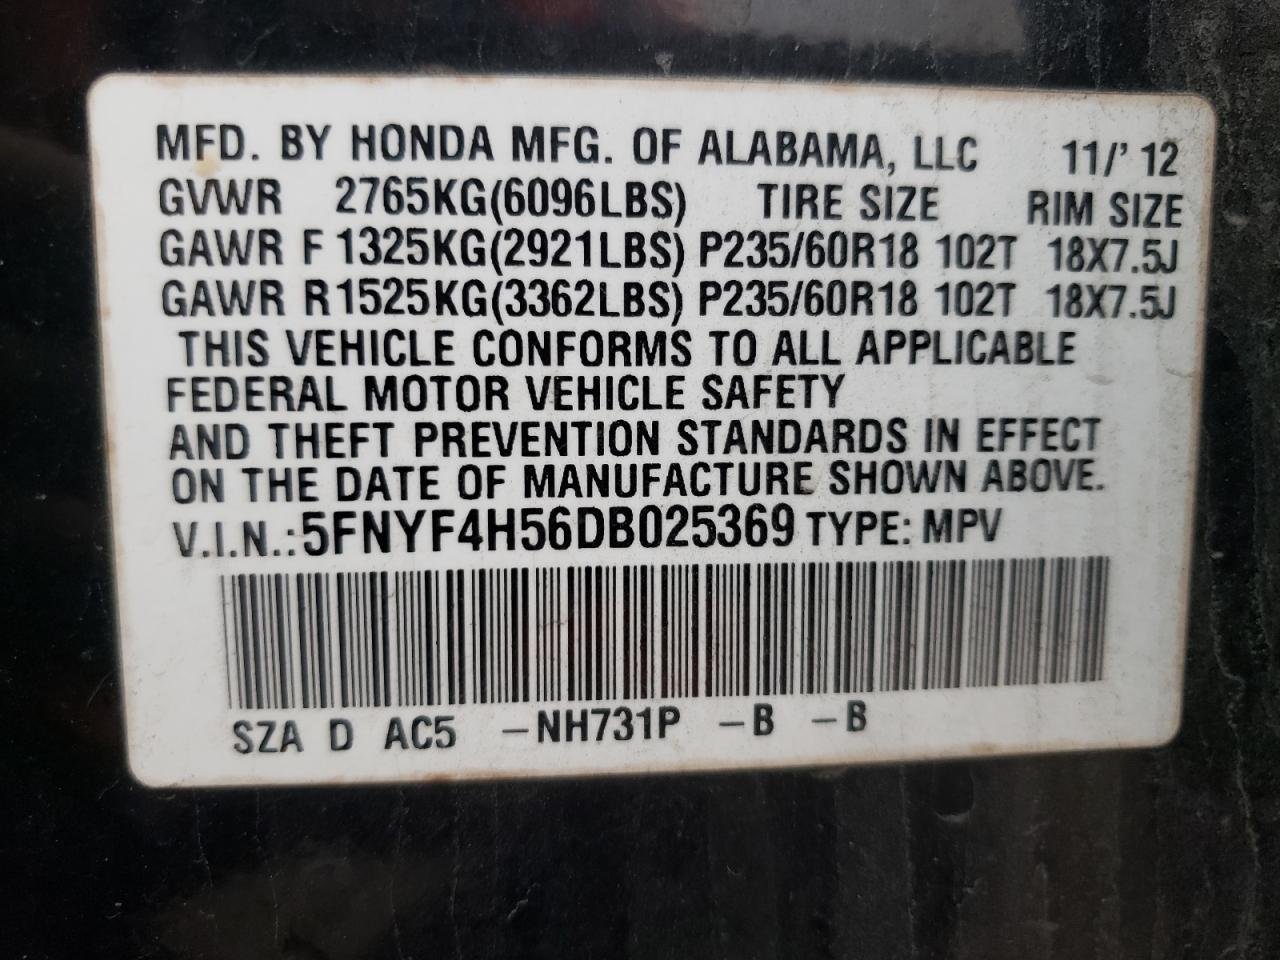 MFD. BY HONDA MFG. OF ALABAMA, LLC 11/' 12
GVWR 2765KG(6096LBS) TIRE SIZE RIM SIZE
GAWR F 1325KG(2921LBS) P235/60R18 102T 18X7.5J
GAWR R 1525KG(3362LBS) P235/60R18 102T 18X7.5J
THIS VEHICLE CONFORMS TO ALL APPLICABLE
FEDERAL MOTOR VEHICLE SAFETY
AND THEFT PREVENTION STANDARDS IN EFFECT
ON THE DATE OF MANUFACTURE SHOWN ABOVE.
V.I.N.: 5FNYF4H56DB025369 TYPE: MPV
SZA D AC5 -NH731P -B -B